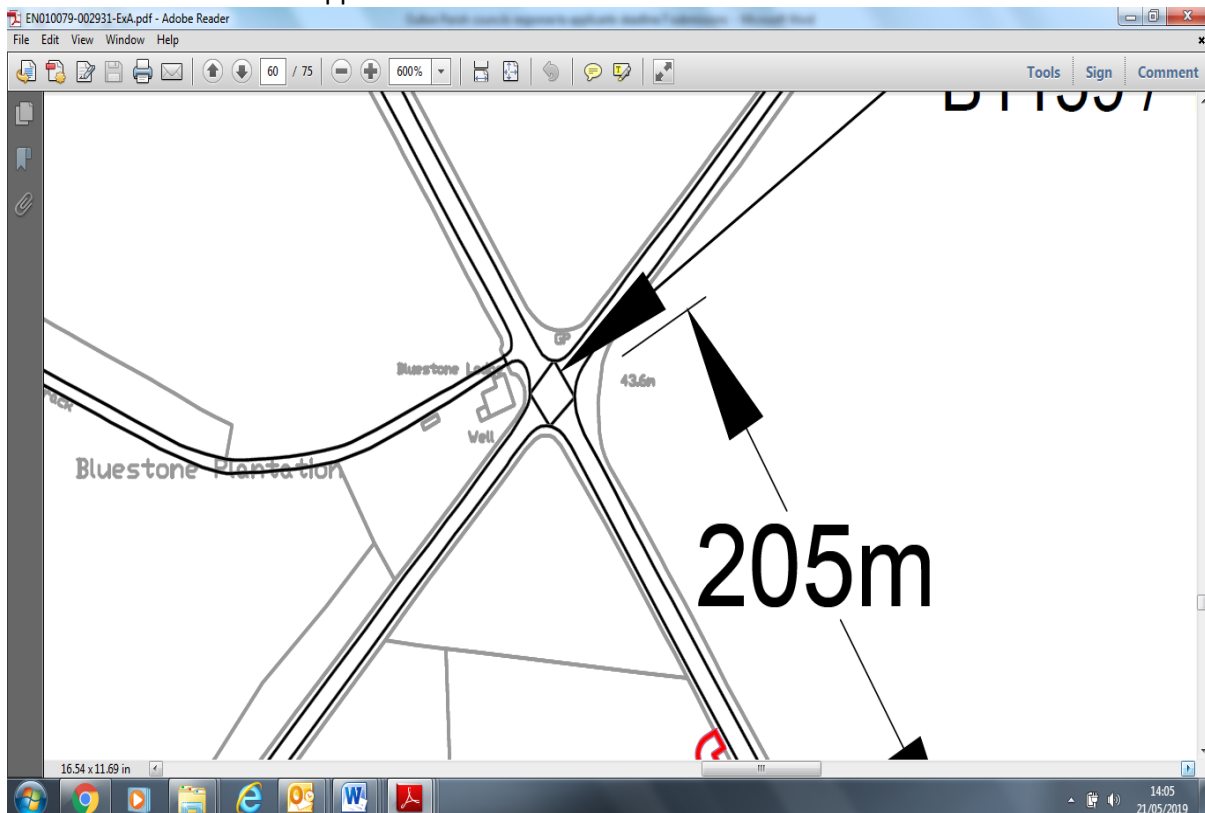 EN010079-002931-ExA.pdf - Adobe Reader
File Edit View Window Help
60 / 75 600% Tools Sign Comment
GP
Bluestone
43.6m
Well
Bluestone Plantation
205m
16.54 x 11.69 in
14:05
21/05/2019